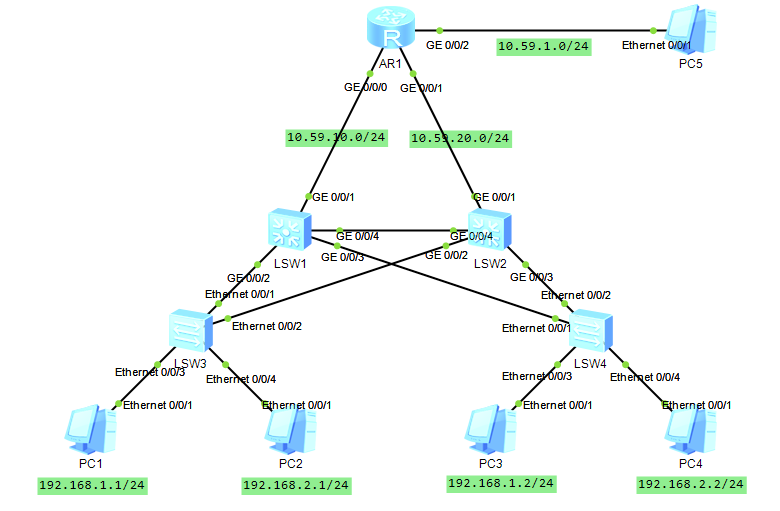 R
GE 0/0/2
10.59.1.0/24
Ethernet 0/0/1
AR1
PC5
GE 0/0/0
GE 0/0/1
10.59.10.0/24
10.59.20.0/24
GE 0/0/1
GE 0/0/1
GE 0/0/4
GE 0/0/4
LSW1
GE 0/0/3
GE 0/0/2
LSW2
GE 0/0/2
GE 0/0/3
Ethernet 0/0/1
Ethernet 0/0/2
Ethernet 0/0/2
Ethernet 0/0/1
LSW3
LSW4
Ethernet 0/0/3
Ethernet 0/0/4
Ethernet 0/0/3
Ethernet 0/0/4
Ethernet 0/0/1
Ethernet 0/0/1
Ethernet 0/0/1
Ethernet 0/0/1
PC1
PC2
PC3
PC4
192.168.1.1/24
192.168.2.1/24
192.168.1.2/24
192.168.2.2/24